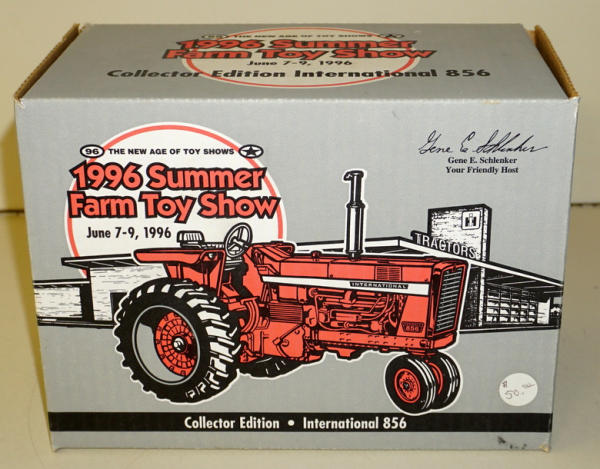 96 THE NEW AGE OF TOY SHOWS
1996 Summer
Farm Toy Show
June 7-9, 1996
Collector Edition International 856
96 THE NEW AGE OF TOY SHOWS
1996 Summer
Farm Toy Show
June 7-9, 1996
Gene E Schlenker
Gene E. Schlenker
Your Friendly Host
TRACTORS
INTERNATIONAL
856
50.00
Collector Edition • International 856